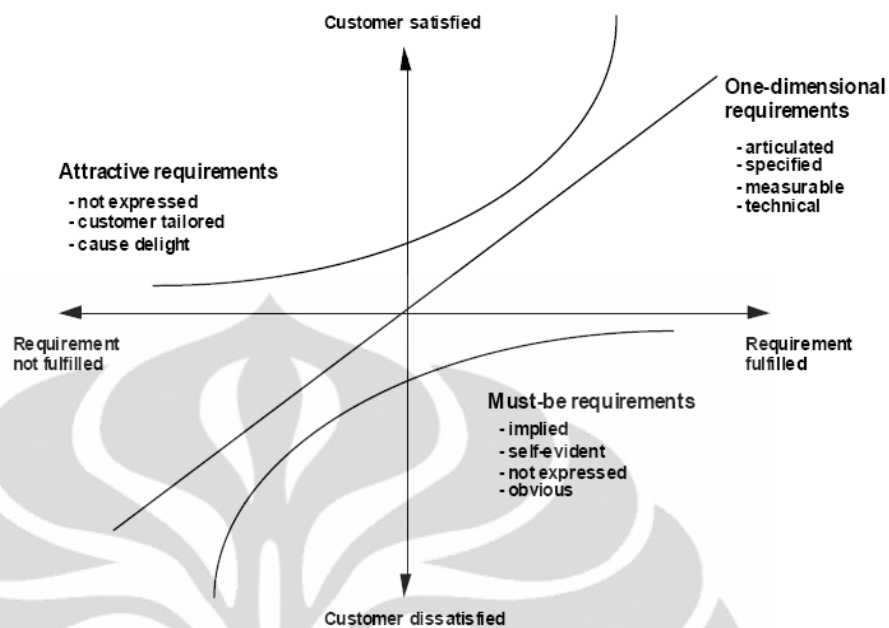 Customer satisfied
One-dimensional
requirements
- articulated
- specified
- measurable
- technical
Attractive requirements
- not expressed
- customer tailored
- cause delight
Requirement
not fulfilled
Requirement
fulfilled
Must-be requirements
- implied
- self-evident
- not expressed
- obvious
Customer dissatisfied